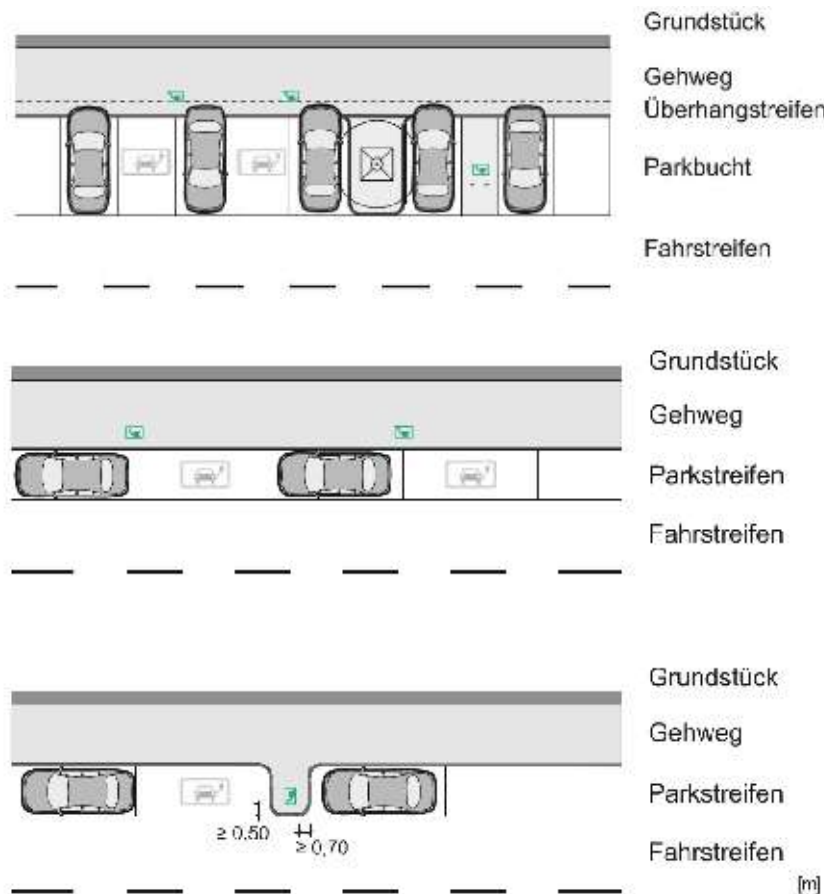 Grundstück
Gehweg
Überhangstreifen
Parkbucht
Fahrstreifen
Grundstück
Gehweg
Parkstreifen
Fahrstreifen
Grundstück
Gehweg
Parkstreifen
≥ 0,50
≥ 0,70
Fahrstreifen
[m]